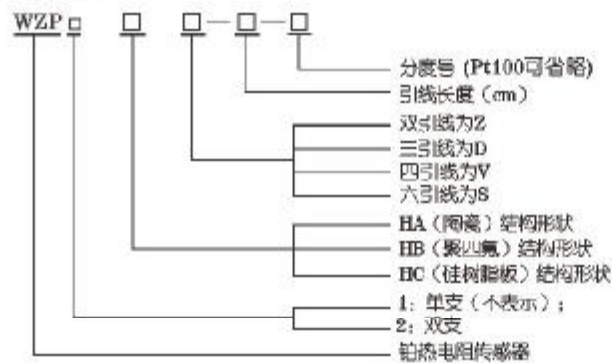 WZP□ □ □—□—□
分度号 (Pt100可省略)
引线长度 (cm)
双引线为Z
三引线为D
四引线为V
六引线为S
HA (陶瓷) 结构形状
HB (聚四氟) 结构形状
HC (硅树脂板) 结构形状
1: 单支 (不表示);
2: 双支
铂热电阻传感器